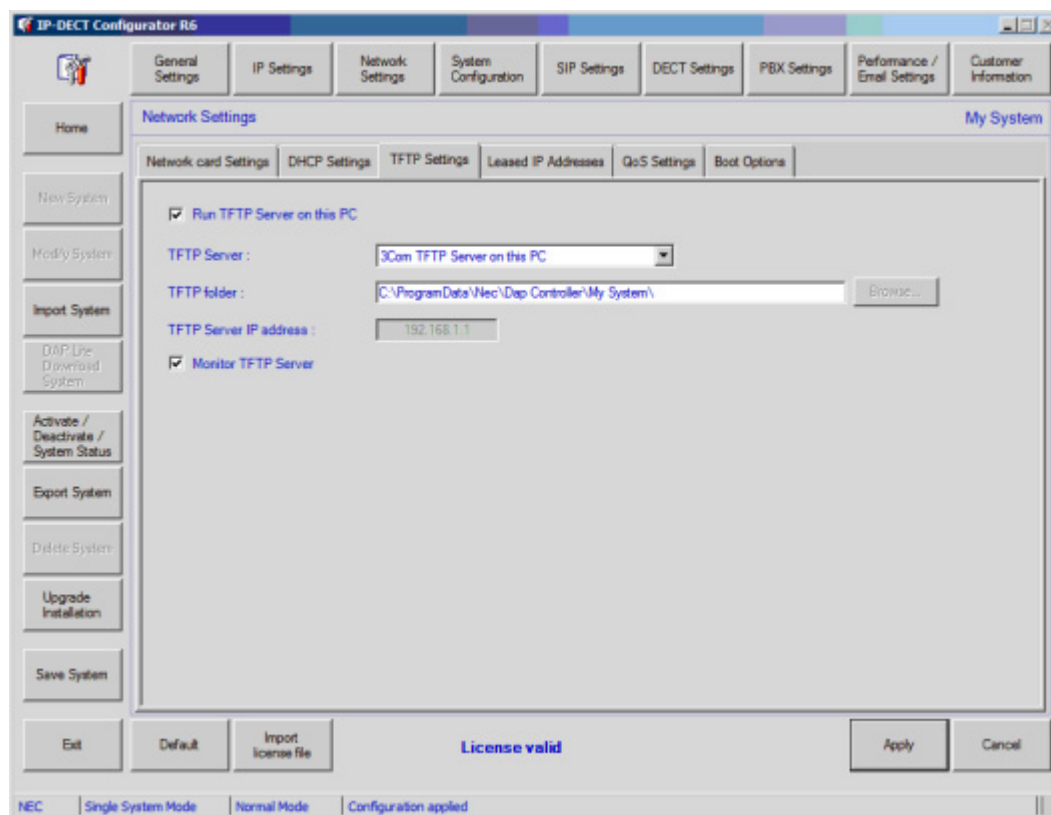 IP-DECT Configurator R6
General Settings
IP Settings
Network Settings
System Configuration
SIP Settings
DECT Settings
PBX Settings
Performance / Email Settings
Customer Information
Home
Network Settings
My System
Network card Settings
DHCP Settings
TFTP Settings
Leased IP Addresses
QoS Settings
Boot Options
New System
Modify System
Import System
DAP Lite Download System
Activate / Deactivate / System Status
Export System
Delete System
Upgrade Installation
Save System
Run TFTP Server on this PC
TFTP Server :
3Com TFTP Server on this PC
TFTP folder :
C:\ProgramData\Nec\Dap Controller\My System\
Browse...
TFTP Server IP address :
192.168.1.1
Monitor TFTP Server
Exit
Default
Import license file
License valid
Apply
Cancel
NEC
Single System Mode
Normal Mode
Configuration applied